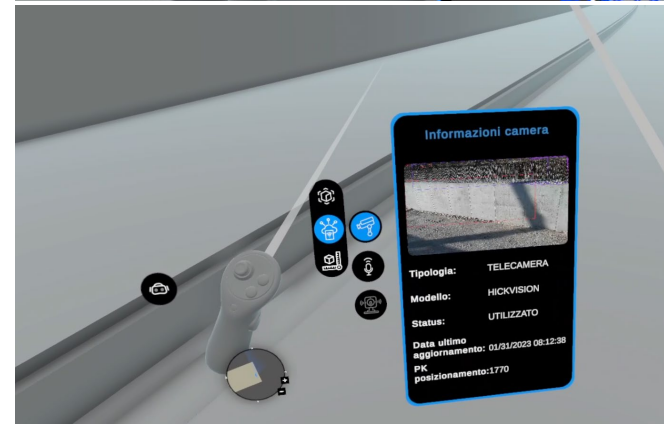 Informazioni camera
Tipologia: TELECAMERA
Modello: HICKVISION
Status: UTILIZZATO
Data ultimo
aggiornamento: 01/31/2023 08:12:38
PK
posizionamento:1770